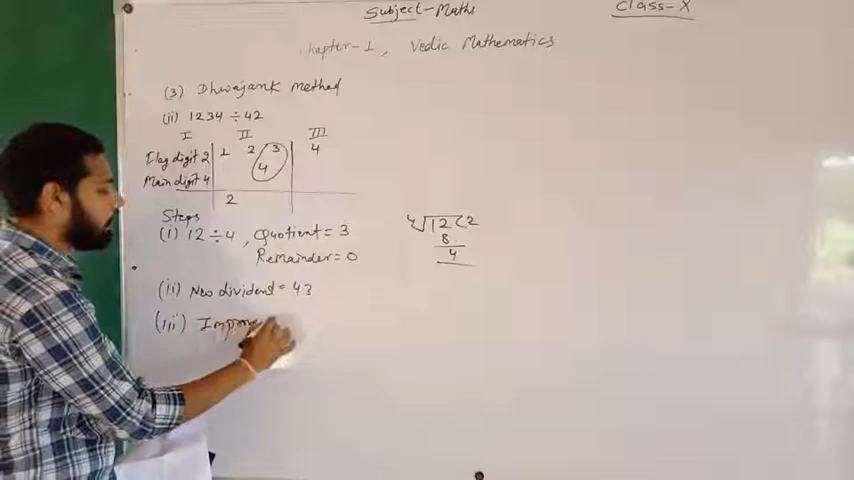 Subject-Maths
Class-X
hapter-1, Vedic Mathematics
(3) Dhwajank Method
(ii) 1234 ÷ 42
I II III
Flag digit 2 1 2 3 4
Main digit 4 4
2
Steps
(i) 12 ÷ 4, Quotient = 3
Remainder = 0
4√12(2
8
4
(ii) New dividend = 43
(iii) Impro